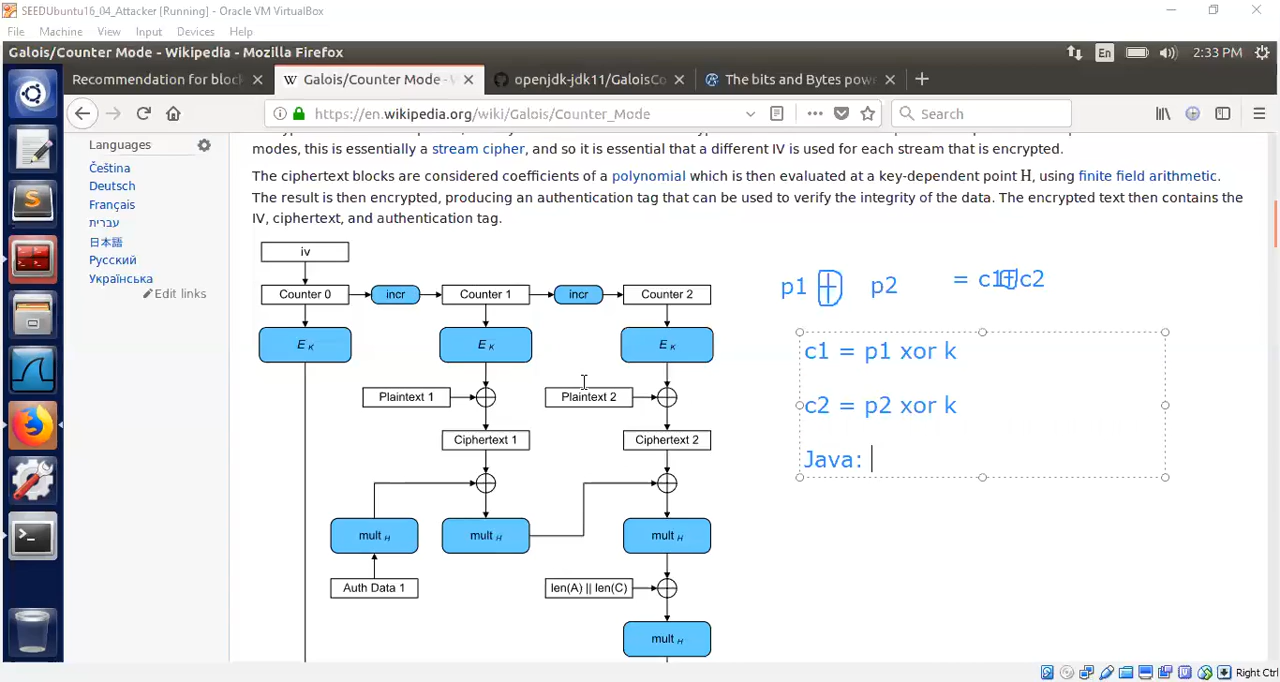 SEEDUbuntu16_04_Attacker [Running] - Oracle VM VirtualBox
File Machine View Input Devices Help
Galois/Counter Mode - Wikipedia - Mozilla Firefox
En
2:33 PM
Recommendation for bloc
W Galois/Counter Mode - W
openjdk-jdk11/GaloisCo
The bits and Bytes pow
https://en.wikipedia.org/wiki/Galois/Counter_Mode
Search
Languages
Čeština
Deutsch
Français
עברית
日本語
Русский
Українська
Edit links
modes, this is essentially a stream cipher, and so it is essential that a different IV is used for each stream that is encrypted.
The ciphertext blocks are considered coefficients of a polynomial which is then evaluated at a key-dependent point H, using finite field arithmetic.
The result is then encrypted, producing an authentication tag that can be used to verify the integrity of the data. The encrypted text then contains the
IV, ciphertext, and authentication tag.
iv
Counter 0
incr
Counter 1
incr
Counter 2
E K
E K
E K
Plaintext 1
Plaintext 2
Ciphertext 1
Ciphertext 2
mult H
mult H
mult H
Auth Data 1
len(A) || len(C)
mult H
p1 + p2 = c1+c2
c1 = p1 xor k
c2 = p2 xor k
Java:
Right Ctrl